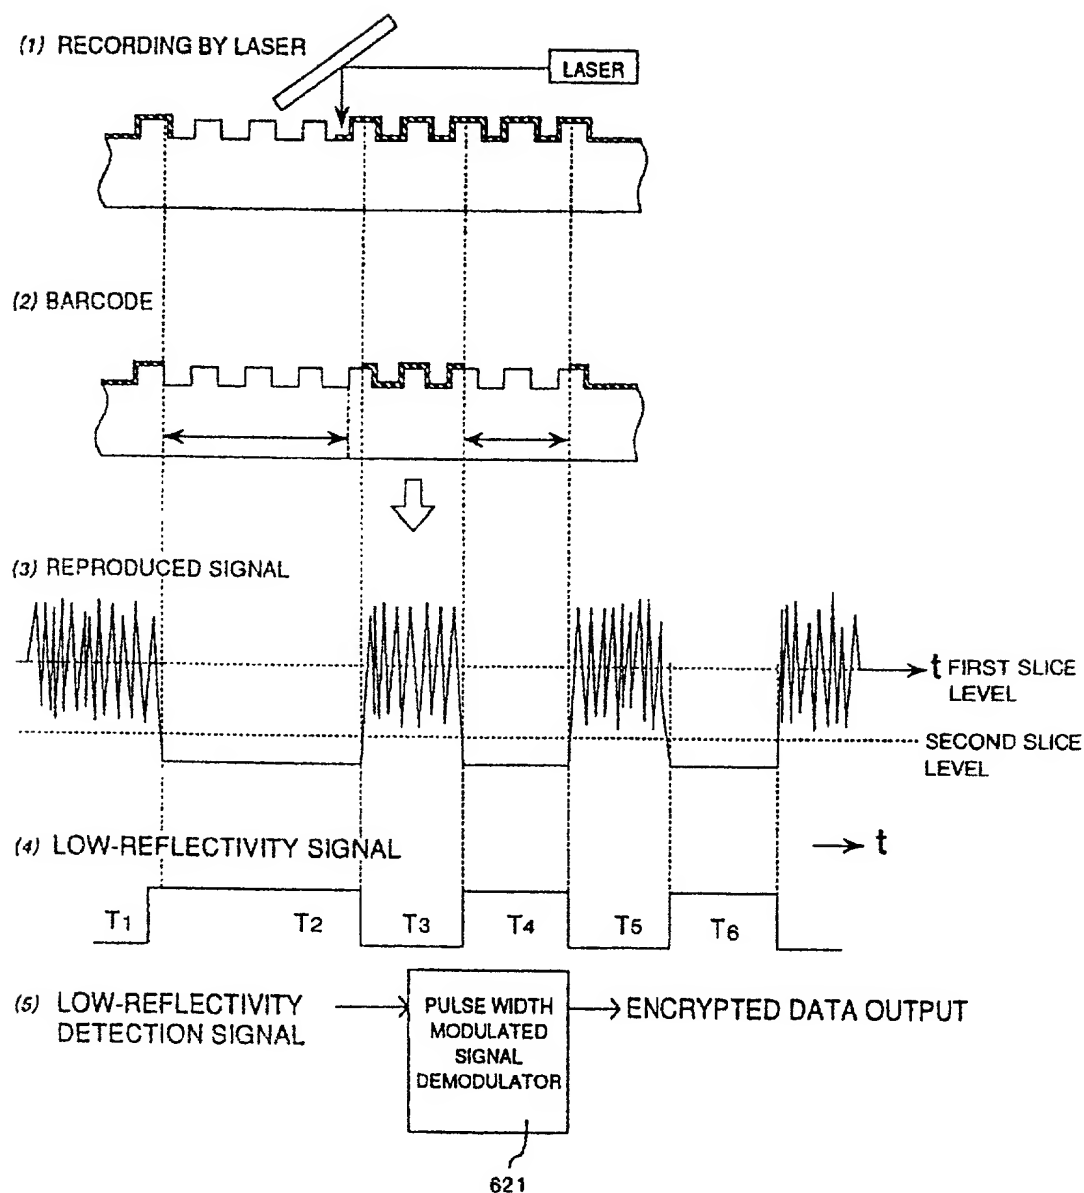 (1) RECORDING BY LASER
LASER
(2) BARCODE
(3) REPRODUCED SIGNAL
t FIRST SLICE
LEVEL
SECOND SLICE
LEVEL
(4) LOW-REFLECTIVITY SIGNAL
t
T1 T2 T3 T4 T5 T6
(5) LOW-REFLECTIVITY
DETECTION SIGNAL
PULSE WIDTH
MODULATED
SIGNAL
DEMODULATOR
ENCRYPTED DATA OUTPUT
621